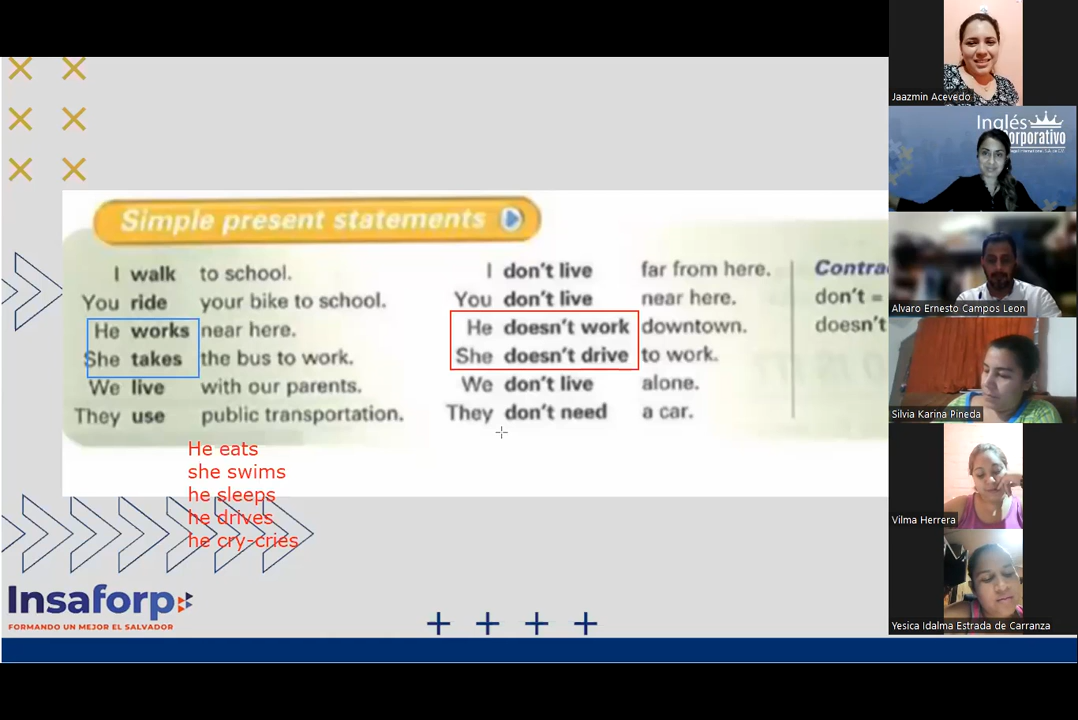 Simple present statements
I walk to school.
You ride your bike to school.
He works near here.
She takes the bus to work.
We live with our parents.
They use public transportation.
I don't live far from here.
You don't live near here.
He doesn't work downtown.
She doesn't drive to work.
We don't live alone.
They don't need a car.
Contra
don't =
doesn't
He eats
she swims
he sleeps
he drives
he cry-cries
Insaforp
FORMANDO UN MEJOR EL SALVADOR
Jaazmin Acevedo
Inglés
orporativo
Alvaro Ernesto Campos Leon
Silvia Karina Pineda
Vilma Herrera
Yesica Idalma Estrada de Carranza